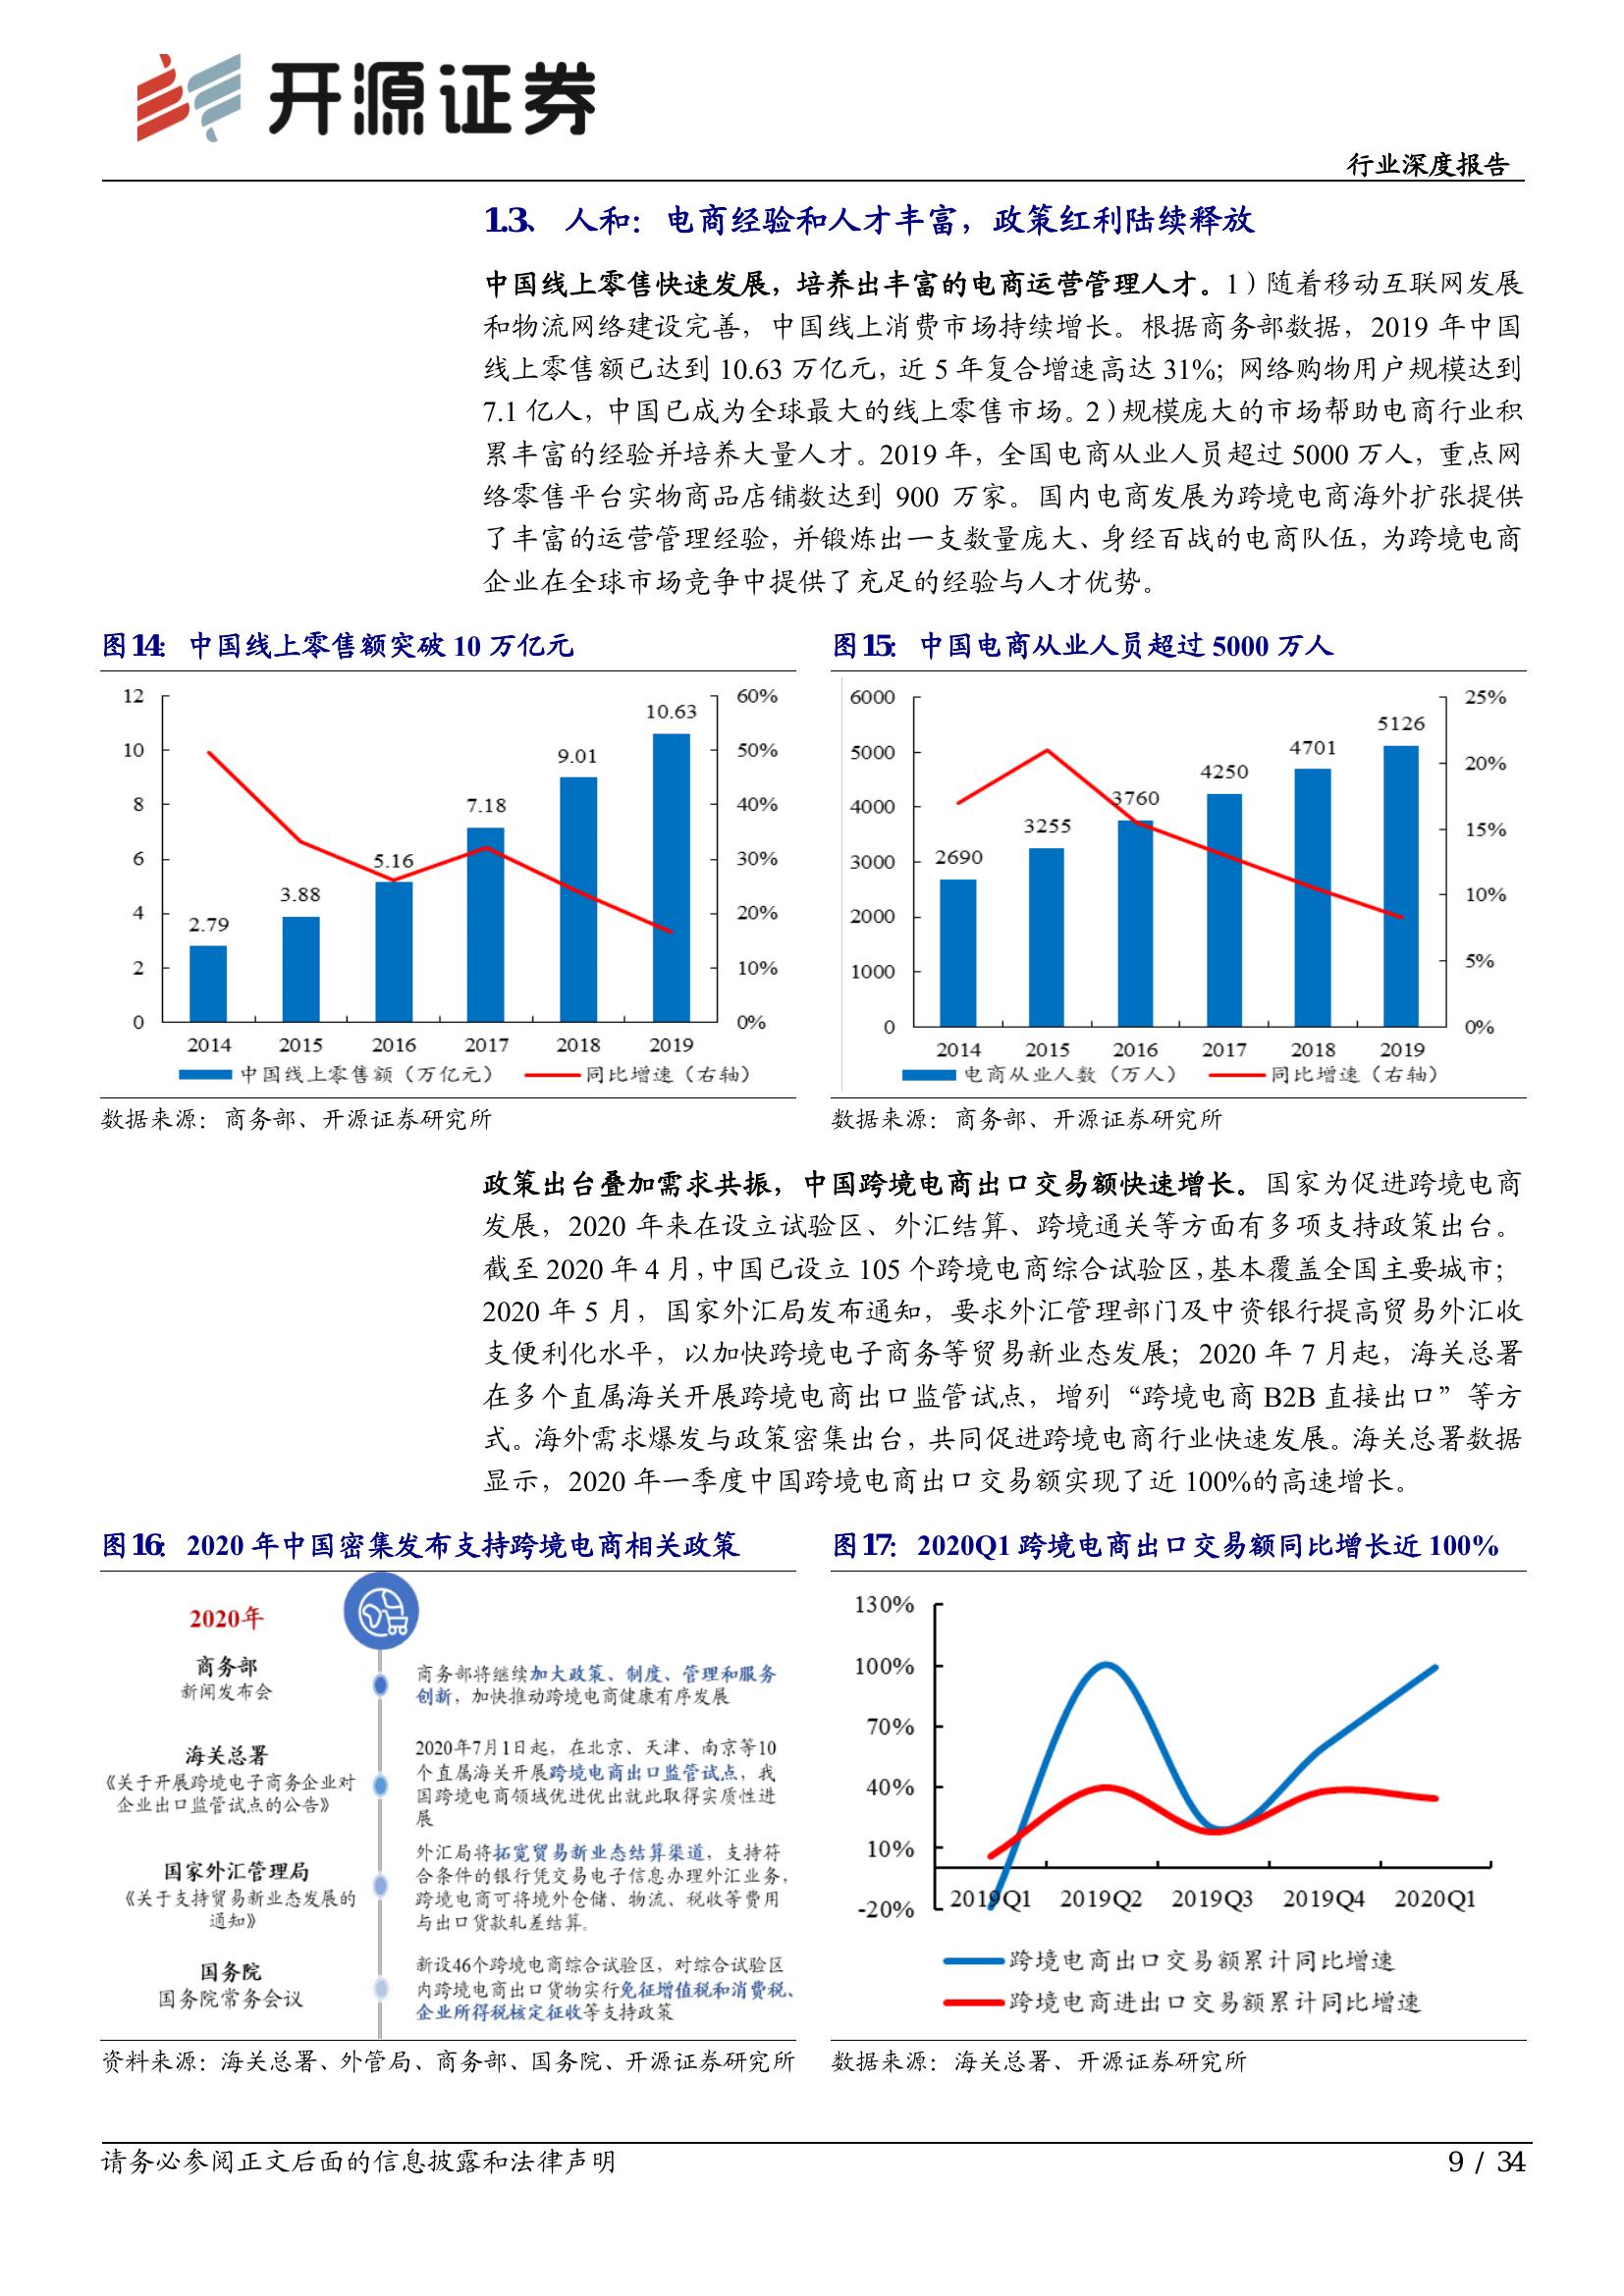 开源证券
行业深度报告
1.3、 人和：电商经验和人才丰富，政策红利陆续释放
中国线上零售快速发展，培养出丰富的电商运营管理人才。1）随着移动互联网发展
和物流网络建设完善，中国线上消费市场持续增长。根据商务部数据，2019 年中国
线上零售额已达到 10.63 万亿元，近 5 年复合增速高达 31%；网络购物用户规模达到
7.1 亿人，中国已成为全球最大的线上零售市场。2）规模庞大的市场帮助电商行业积
累丰富的经验并培养大量人才。2019 年，全国电商从业人员超过 5000 万人，重点网
络零售平台实物商品店铺数达到 900 万家。国内电商发展为跨境电商海外扩张提供
了丰富的运营管理经验，并锻炼出一支数量庞大、身经百战的电商队伍，为跨境电商
企业在全球市场竞争中提供了充足的经验与人才优势。
图14： 中国线上零售额突破 10 万亿元
12
10
8
6
4
2
0
60%
50%
40%
30%
20%
10%
0%
2.79
3.88
5.16
7.18
9.01
10.63
2014 2015 2016 2017 2018 2019
中国线上零售额（万亿元） 同比增速（右轴）
数据来源：商务部、开源证券研究所
图15： 中国电商从业人员超过 5000 万人
6000
5000
4000
3000
2000
1000
0
25%
20%
15%
10%
5%
0%
2690
3255
3760
4250
4701
5126
2014 2015 2016 2017 2018 2019
电商从业人数（万人） 同比增速（右轴）
数据来源：商务部、开源证券研究所
政策出台叠加需求共振，中国跨境电商出口交易额快速增长。国家为促进跨境电商
发展，2020 年来在设立试验区、外汇结算、跨境通关等方面有多项支持政策出台。
截至 2020 年 4 月，中国已设立 105 个跨境电商综合试验区，基本覆盖全国主要城市；
2020 年 5 月，国家外汇局发布通知，要求外汇管理部门及中资银行提高贸易外汇收
支便利化水平，以加快跨境电子商务等贸易新业态发展；2020 年 7 月起，海关总署
在多个直属海关开展跨境电商出口监管试点，增列“跨境电商 B2B 直接出口”等方
式。海外需求爆发与政策密集出台，共同促进跨境电商行业快速发展。海关总署数据
显示，2020 年一季度中国跨境电商出口交易额实现了近 100%的高速增长。
图16： 2020 年中国密集发布支持跨境电商相关政策
2020年
商务部
新闻发布会
商务部将继续加大政策、制度、管理和服务
创新，加快推动跨境电商健康有序发展
海关总署
《关于开展跨境电子商务企业对
企业出口监管试点的公告》
2020年7月1日起，在北京、天津、南京等10
个直属海关开展跨境电商出口监管试点，我
国跨境电商领域优进优出就此取得实质性进
展
国家外汇管理局
《关于支持贸易新业态发展的
通知》
外汇局将拓宽贸易新业态结算渠道，支持符
合条件的银行凭交易电子信息办理外汇业务，
跨境电商可将境外仓储、物流、税收等费用
与出口货款轧差结算。
国务院
国务院常务会议
新设46个跨境电商综合试验区，对综合试验区
内跨境电商出口货物实行免征增值税和消费税、
企业所得税核定征收等支持政策
资料来源：海关总署、外管局、商务部、国务院、开源证券研究所
图17： 2020Q1 跨境电商出口交易额同比增长近 100%
130%
100%
70%
40%
10%
-20%
2019Q1 2019Q2 2019Q3 2019Q4 2020Q1
跨境电商出口交易额累计同比增速
跨境电商进出口交易额累计同比增速
数据来源：海关总署、开源证券研究所
请务必参阅正文后面的信息披露和法律声明
9 / 34